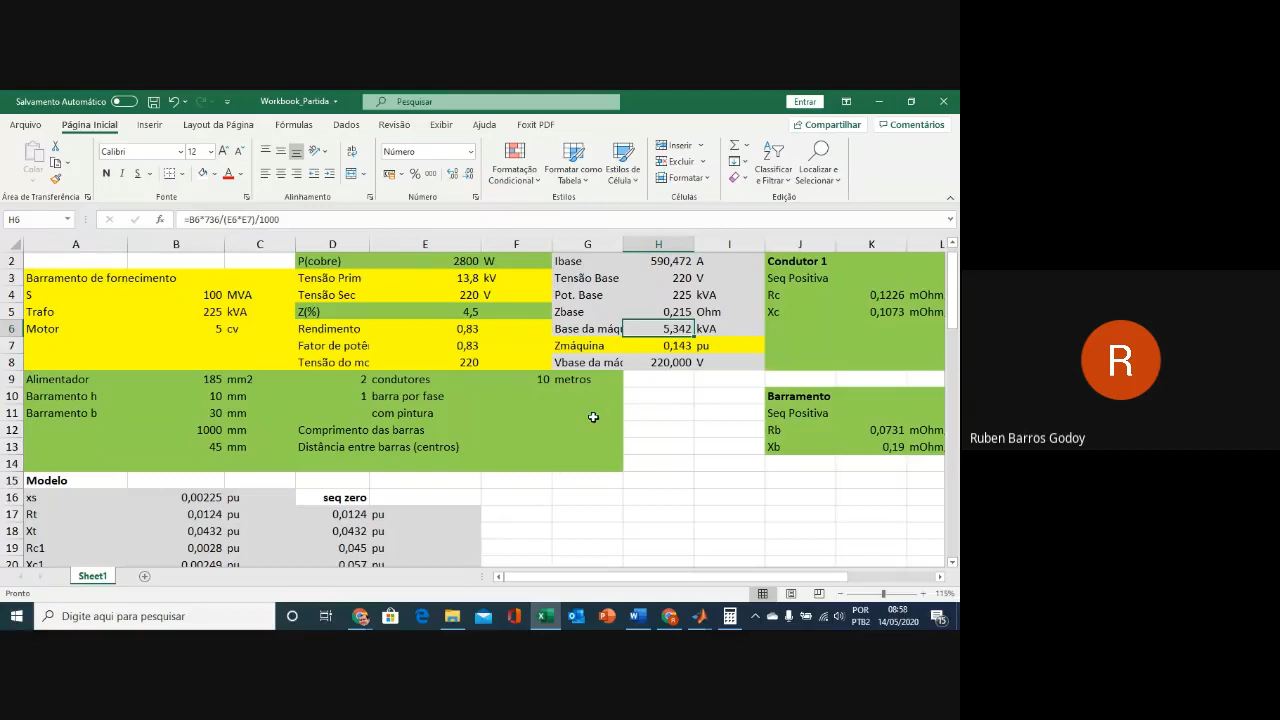 Salvamento Automático Workbook_Partida Pesquisar Entrar
Arquivo Página Inicial Inserir Layout da Página Fórmulas Dados Revisão Exibir Ajuda Foxit PDF Compartilhar Comentários
Colar Calibri 12 Número Formatação Condicional Formatar como Tabela Estilos de Célula Inserir Excluir Formatar Classificar e Filtrar Localizar e Selecionar
N I S
Área de Transferência Fonte Alinhamento Número Estilos Células Edição
H6 fx =B6*736/(E6*E7)/1000
A B C D E F G H I J K L
2 P(cobre) 2800 W Ibase 590,472 A Condutor 1
3 Barramento de fornecimento Tensão Prim 13,8 kV Tensão Base 220 V Seq Positiva
4 S 100 MVA Tensão Sec 220 V Pot. Base 225 kVA Rc 0,1226 mOhm
5 Trafo 225 kVA Z(%) 4,5 Zbase 0,215 Ohm Xc 0,1073 mOhm
6 Motor 5 cv Rendimento 0,83 Base da máq 5,342 kVA
7 Fator de potê 0,83 Zmáquina 0,143 pu
8 Tensão do mo 220 Vbase da má 220,000 V
9 Alimentador 185 mm2 2 condutores 10 metros
10 Barramento h 10 mm 1 barra por fase Barramento
11 Barramento b 30 mm com pintura Seq Positiva
12 1000 mm Comprimento das barras Rb 0,0731 mOhm
13 45 mm Distância entre barras (centros) Xb 0,19 mOhm
14
15 Modelo
16 xs 0,00225 pu seq zero
17 Rt 0,0124 pu 0,0124 pu
18 Xt 0,0432 pu 0,0432 pu
19 Rc1 0,0028 pu 0,045 pu
20 Xc1 0,00249 pu 0,057 pu
Sheet1
Pronto 115%
Digite aqui para pesquisar POR PTB2 08:58 14/05/2020 15
R
Ruben Barros Godoy